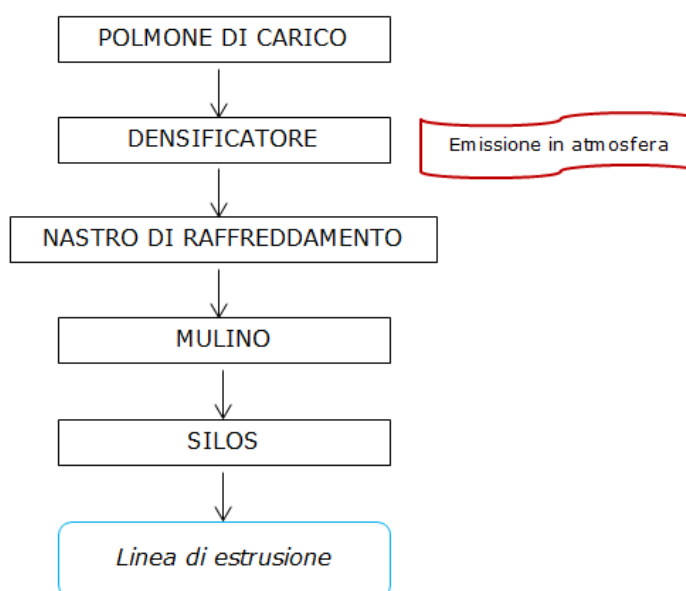 POLMONE DI CARICO
DENSIFICATORE
Emissione in atmosfera
NASTRO DI RAFFREDDAMENTO
MULINO
SILOS
Linea di estrusione